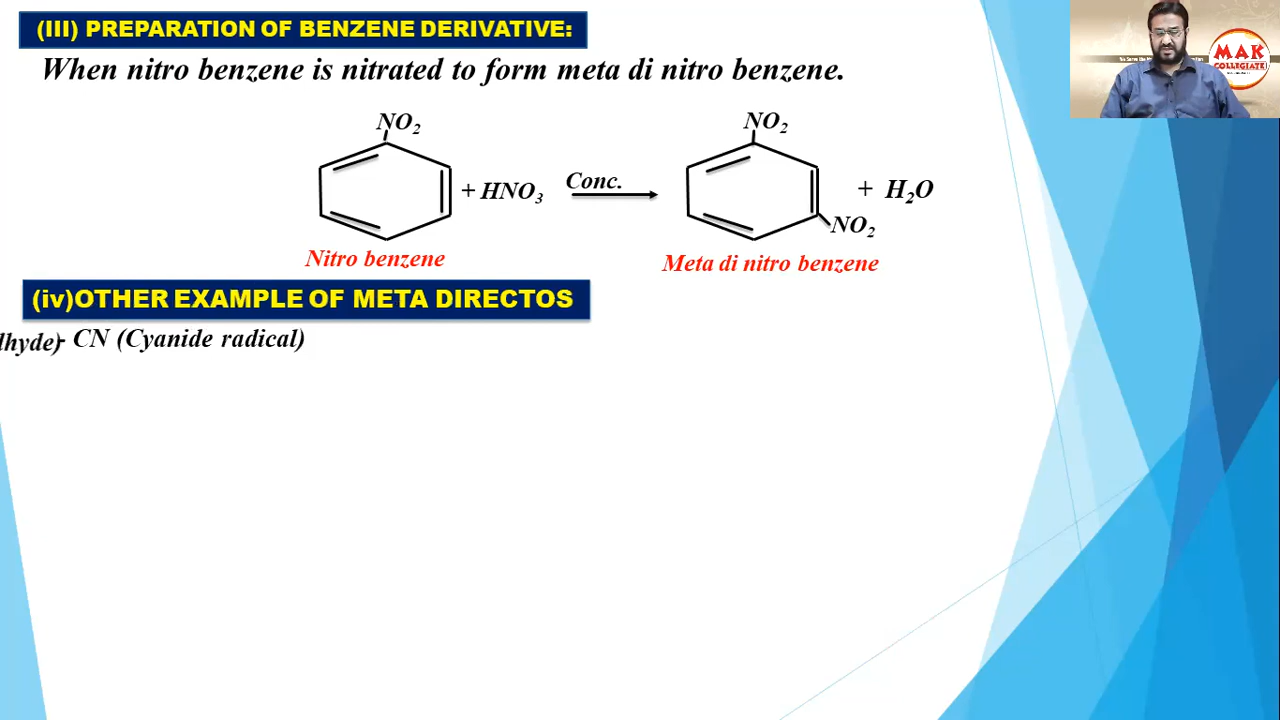 (III) PREPARATION OF BENZENE DERIVATIVE:
When nitro benzene is nitrated to form meta di nitro benzene.
NO2 NO2
+ HNO3 Conc. + H2O
NO2
Nitro benzene Meta di nitro benzene
(iv)OTHER EXAMPLE OF META DIRECTOS
lhyde) - CN (Cyanide radical)
MAK
COLLEGIATE